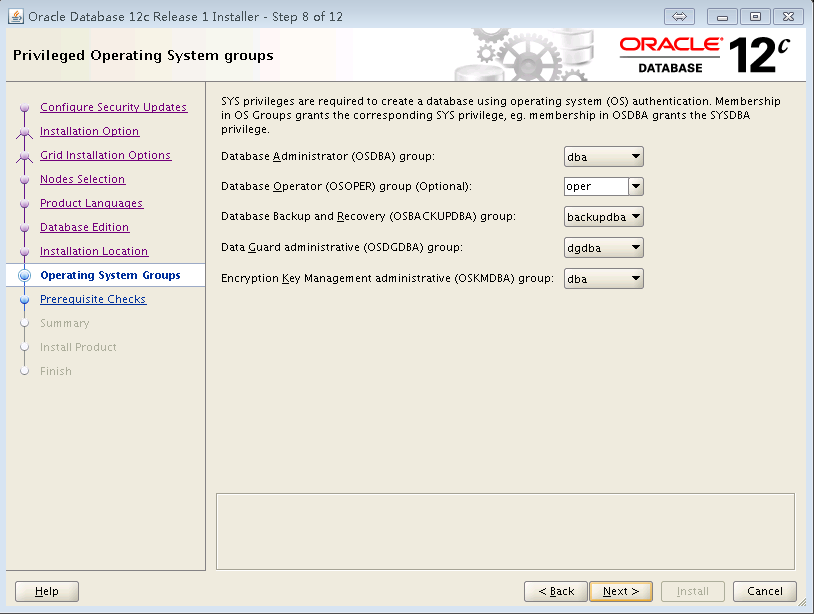 Oracle Database 12c Release 1 Installer - Step 8 of 12
Privileged Operating System groups
ORACLE®
DATABASE
12c
Configure Security Updates
Installation Option
Grid Installation Options
Nodes Selection
Product Languages
Database Edition
Installation Location
Operating System Groups
Prerequisite Checks
Summary
Install Product
Finish
SYS privileges are required to create a database using operating system (OS) authentication. Membership
in OS Groups grants the corresponding SYS privilege, eg. membership in OSDBA grants the SYSDBA
privilege.
Database Administrator (OSDBA) group: dba
Database Operator (OSOPER) group (Optional): oper
Database Backup and Recovery (OSBACKUPDBA) group: backupdba
Data Guard administrative (OSDGDBA) group: dgdba
Encryption Key Management administrative (OSKMDBA) group: dba
Help
< Back
Next >
Install
Cancel